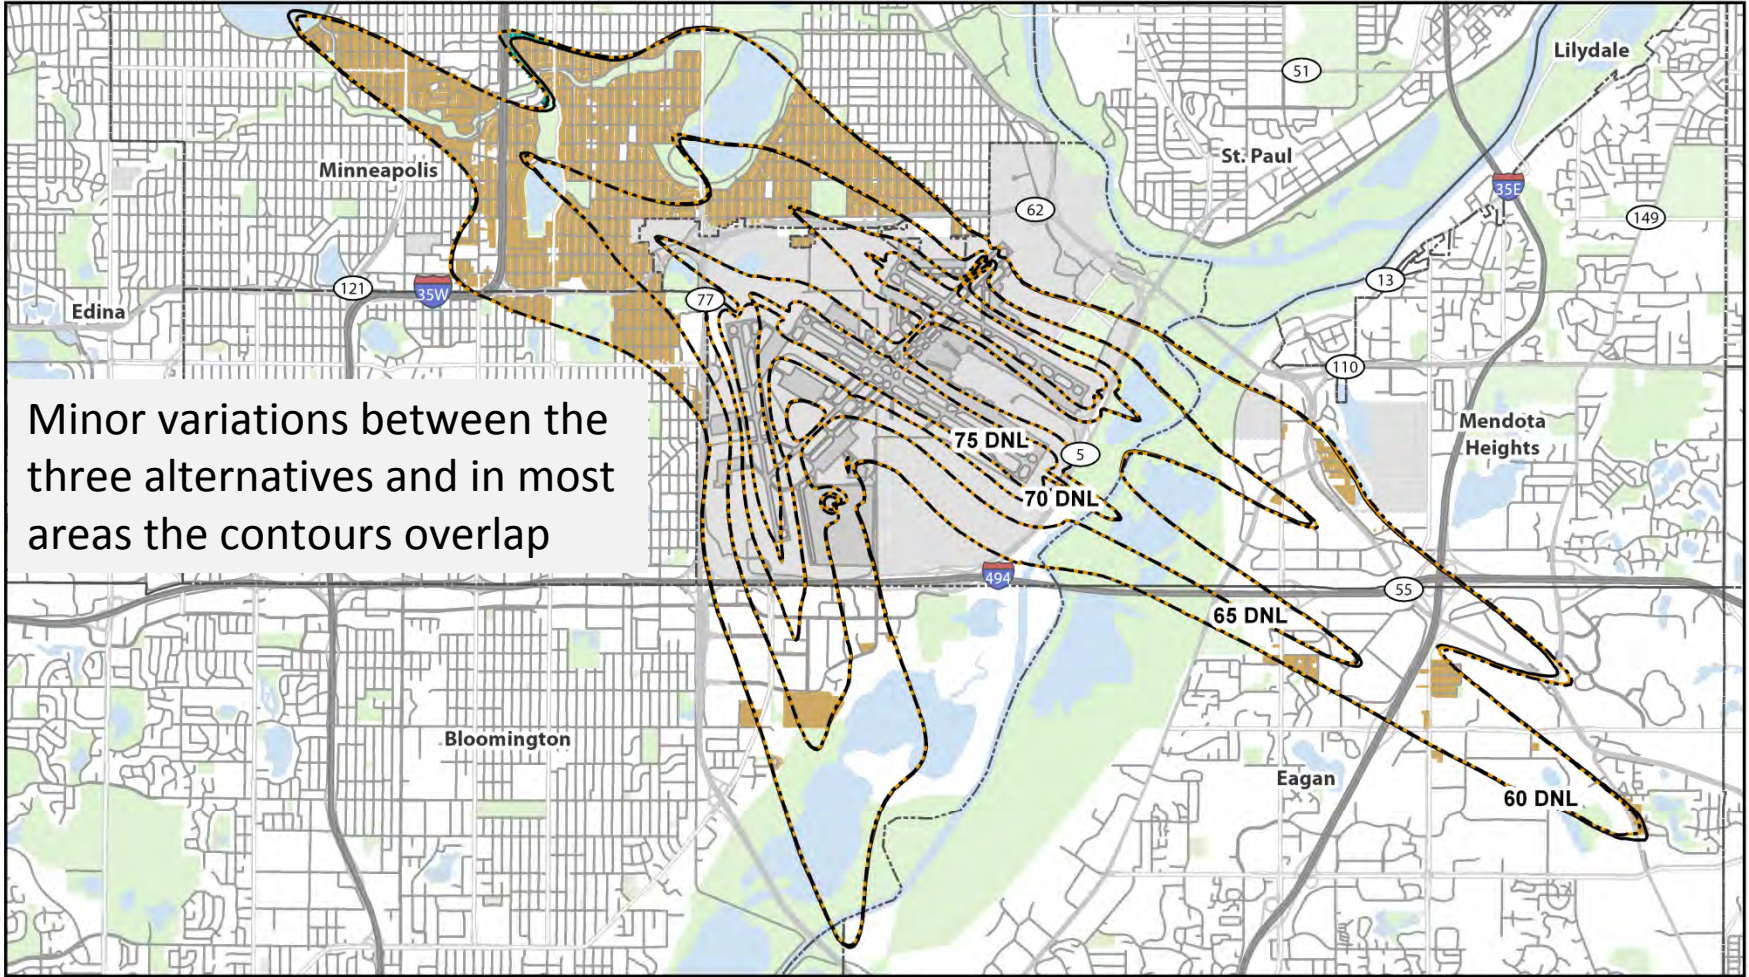 Lilydale
51
St. Paul
Minneapolis
35E
62
149
13
121
35W
77
Edina
110
Minor variations between the
three alternatives and in most
areas the contours overlap
Mendota
Heights
75 DNL
5
70 DNL
494
55
65 DNL
Bloomington
Eagan
60 DNL